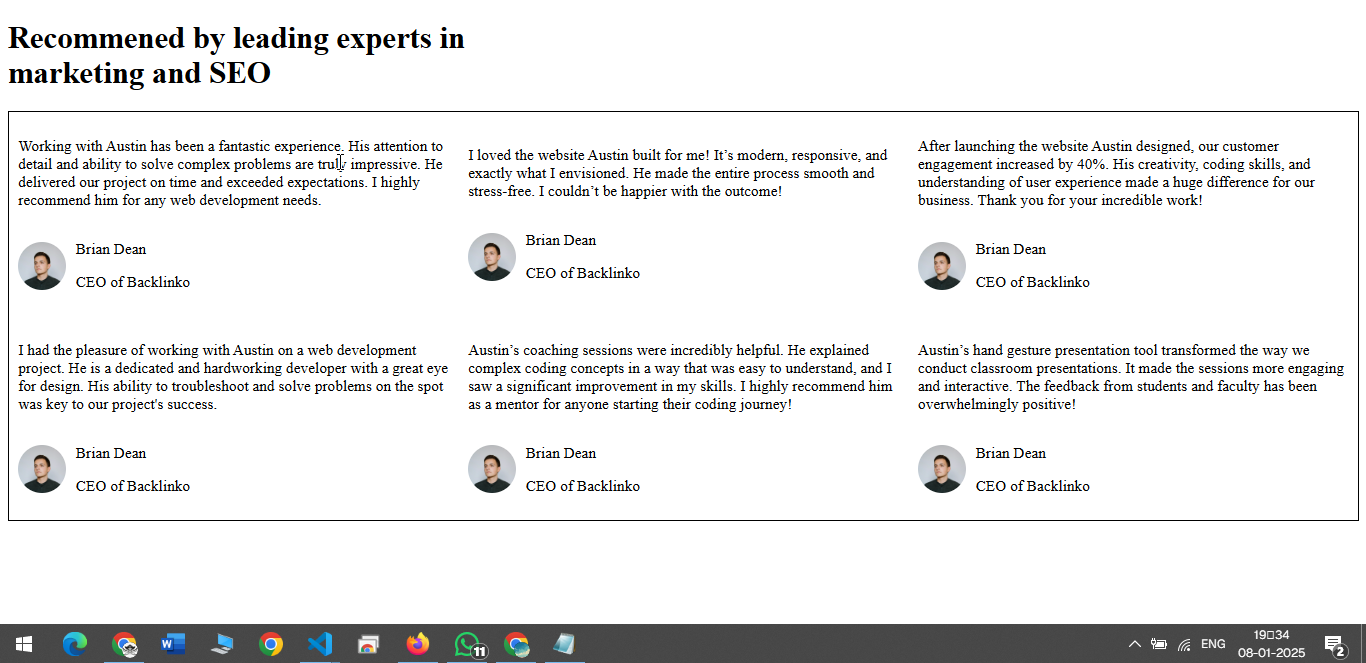 Recommened by leading experts in
marketing and SEO
Working with Austin has been a fantastic experience. His attention to
detail and ability to solve complex problems are truly impressive. He
delivered our project on time and exceeded expectations. I highly
recommend him for any web development needs.
Brian Dean
CEO of Backlinko
I loved the website Austin built for me! It’s modern, responsive, and
exactly what I envisioned. He made the entire process smooth and
stress-free. I couldn’t be happier with the outcome!
Brian Dean
CEO of Backlinko
After launching the website Austin designed, our customer
engagement increased by 40%. His creativity, coding skills, and
understanding of user experience made a huge difference for our
business. Thank you for your incredible work!
Brian Dean
CEO of Backlinko
I had the pleasure of working with Austin on a web development
project. He is a dedicated and hardworking developer with a great eye
for design. His ability to troubleshoot and solve problems on the spot
was key to our project's success.
Brian Dean
CEO of Backlinko
Austin’s coaching sessions were incredibly helpful. He explained
complex coding concepts in a way that was easy to understand, and I
saw a significant improvement in my skills. I highly recommend him
as a mentor for anyone starting their coding journey!
Brian Dean
CEO of Backlinko
Austin’s hand gesture presentation tool transformed the way we
conduct classroom presentations. It made the sessions more engaging
and interactive. The feedback from students and faculty has been
overwhelmingly positive!
Brian Dean
CEO of Backlinko
W
11
ENG
19▯34
08-01-2025
2